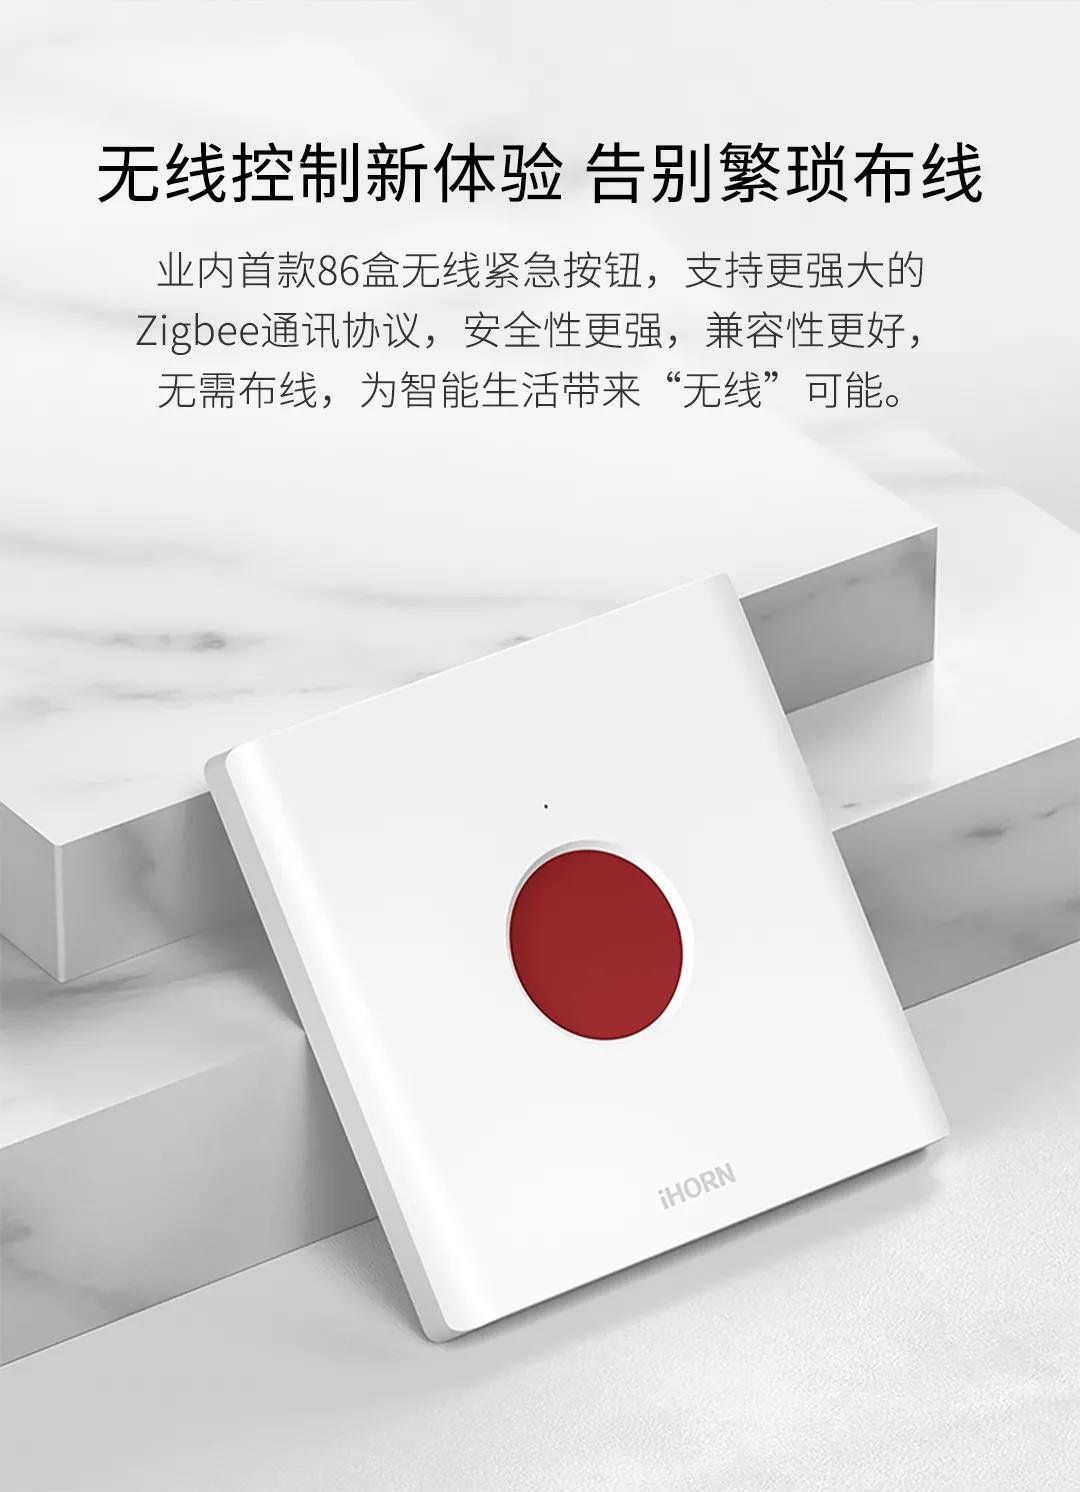 无线控制新体验 告别繁琐布线
业内首款86盒无线紧急按钮，支持更强大的
Zigbee通讯协议，安全性更强，兼容性更好，
无需布线，为智能生活带来“无线”可能。
iHORN